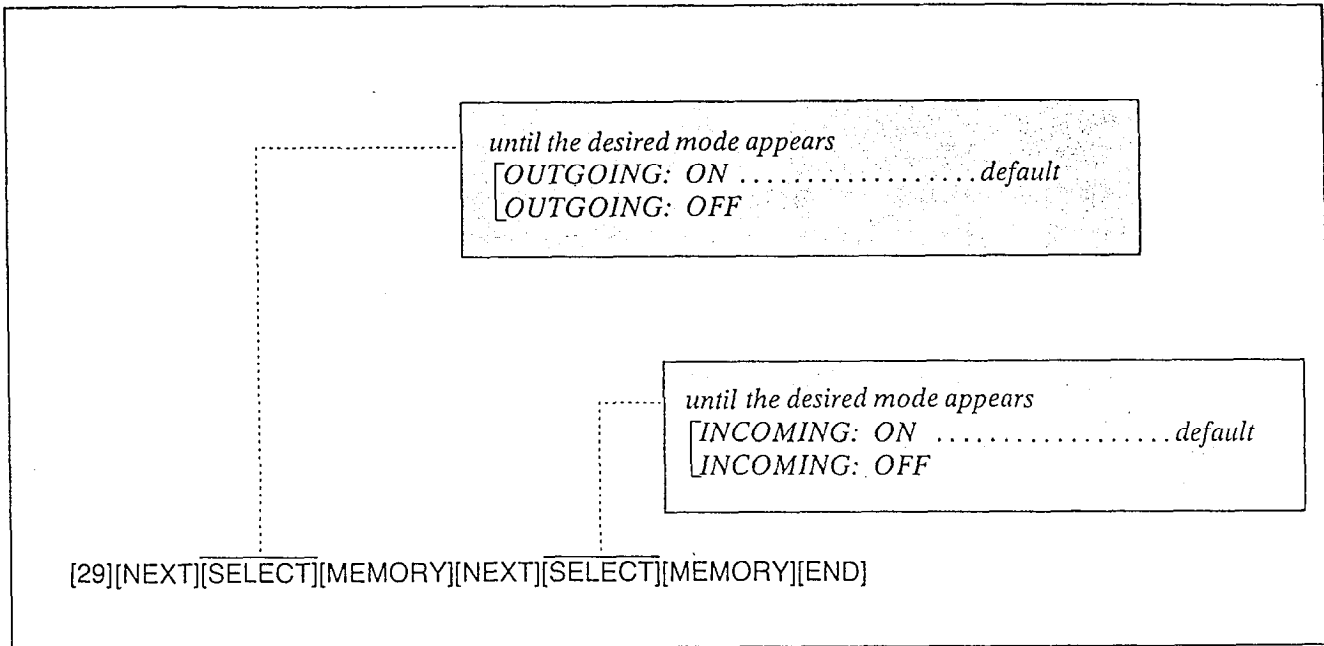 until the desired mode appears
OUTGOING: ON ...................default
OUTGOING: OFF
until the desired mode appears
INCOMING: ON ..................default
INCOMING: OFF
[29][NEXT][SELECT][MEMORY][NEXT][SELECT][MEMORY][END]